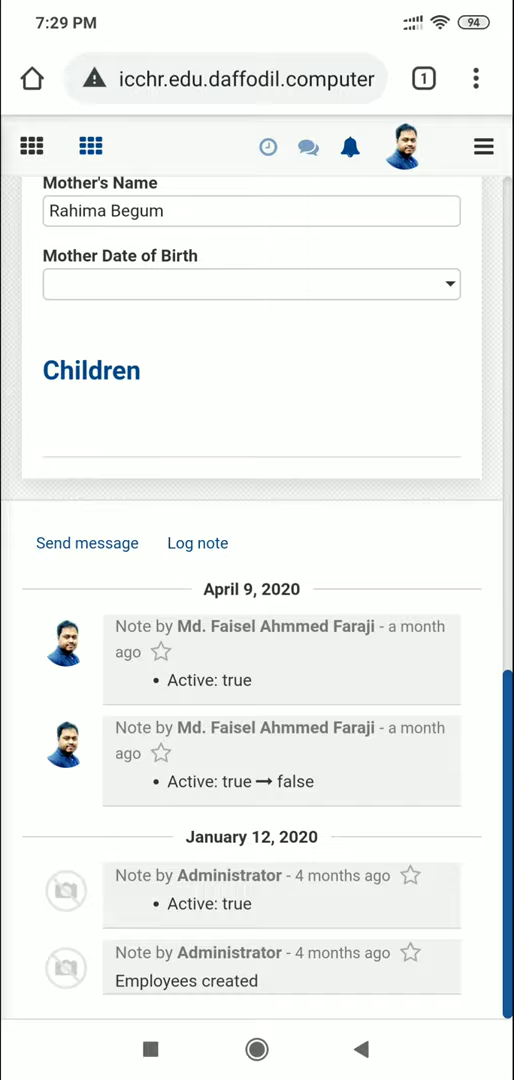 7:29 PM
94
icchr.edu.daffodil.computer
1
Mother's Name
Rahima Begum
Mother Date of Birth
Children
Send message Log note
April 9, 2020
Note by Md. Faisel Ahmmed Faraji - a month
ago
• Active: true
Note by Md. Faisel Ahmmed Faraji - a month
ago
• Active: true → false
January 12, 2020
Note by Administrator - 4 months ago
• Active: true
Note by Administrator - 4 months ago
Employees created